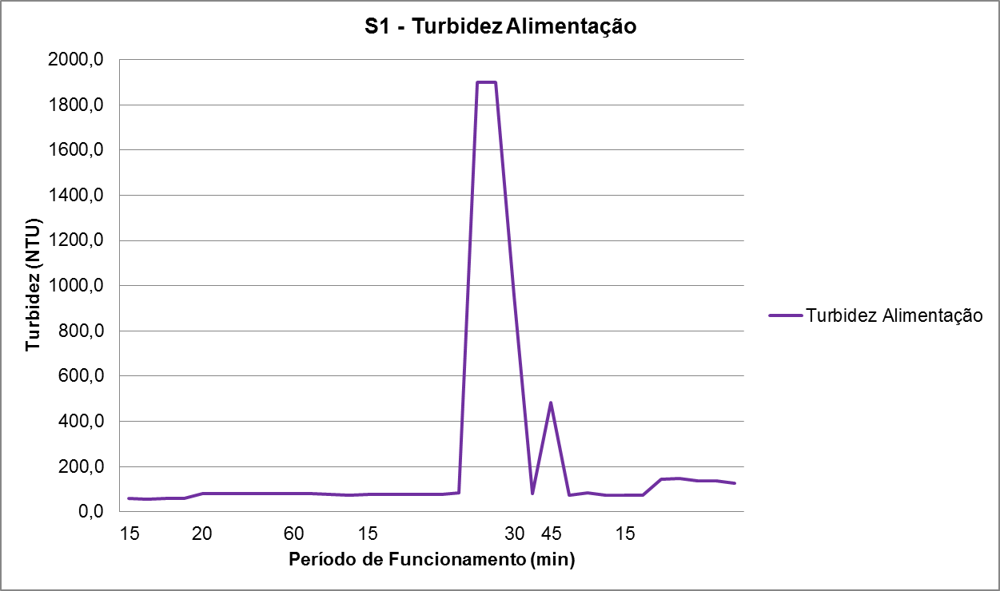 S1 - Turbidez Alimentação
2000,0
1800,0
1600,0
1400,0
1200,0
1000,0
800,0
600,0
400,0
200,0
0,0
Turbidez (NTU)
15 20 60 15 30 45 15
Período de Funcionamento (min)
Turbidez Alimentação